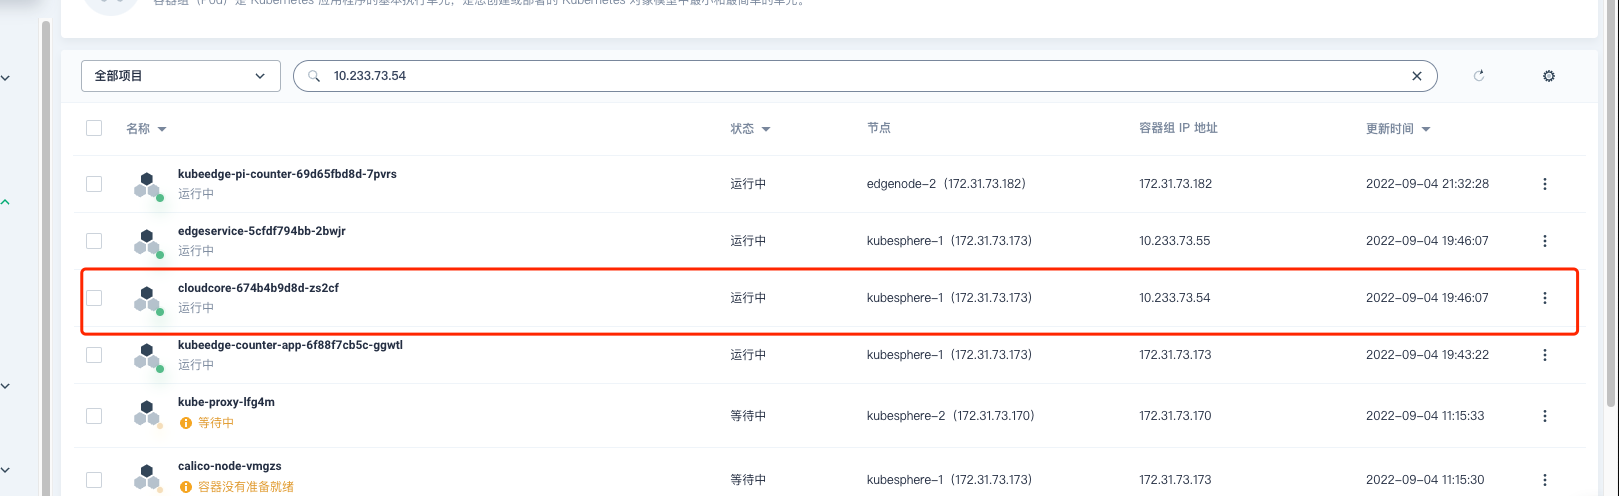 容器组（Pod）是 Kubernetes 应用程序的基本执行单元，是您创建或部署的 Kubernetes 对象模型中最小和最简单的单元。
全部项目 10.233.73.54
名称 状态 节点 容器组 IP 地址 更新时间
kubeedge-pi-counter-69d65fbd8d-7pvrs
运行中 运行中 edgenode-2（172.31.73.182） 172.31.73.182 2022-09-04 21:32:28
edgeservice-5cfdf794bb-2bwjr
运行中 运行中 kubesphere-1（172.31.73.173） 10.233.73.55 2022-09-04 19:46:07
cloudcore-674b4b9d8d-zs2cf
运行中 运行中 kubesphere-1（172.31.73.173） 10.233.73.54 2022-09-04 19:46:07
kubeedge-counter-app-6f88f7cb5c-ggwtl
运行中 运行中 kubesphere-1（172.31.73.173） 172.31.73.173 2022-09-04 19:43:22
kube-proxy-lfg4m
等待中 等待中 kubesphere-2（172.31.73.170） 172.31.73.170 2022-09-04 11:15:33
calico-node-vmgzs
容器没有准备就绪 等待中 kubesphere-1（172.31.73.173） 172.31.73.173 2022-09-04 11:15:30